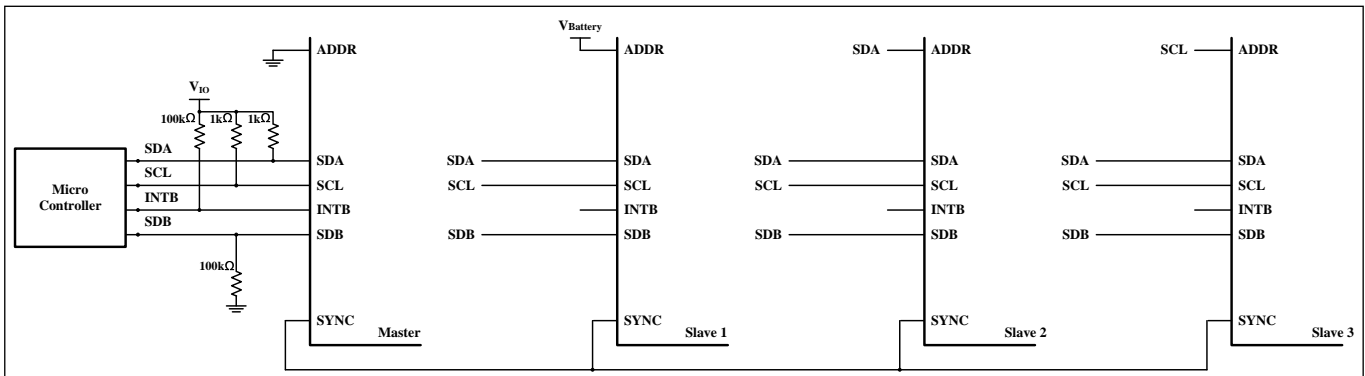 VBattery
ADDR
ADDR
SDA
ADDR
SCL
ADDR
VIO
100kΩ
1kΩ
1kΩ
Micro
Controller
SDA
SCL
INTB
SDB
SDA
SCL
INTB
SDB
SDA
SCL
SDB
SDA
SCL
INTB
SDB
SDA
SCL
SDB
SDA
SCL
INTB
SDB
SDA
SCL
SDB
SDA
SCL
INTB
SDB
100kΩ
SYNC
Master
SYNC
Slave 1
SYNC
Slave 2
SYNC
Slave 3